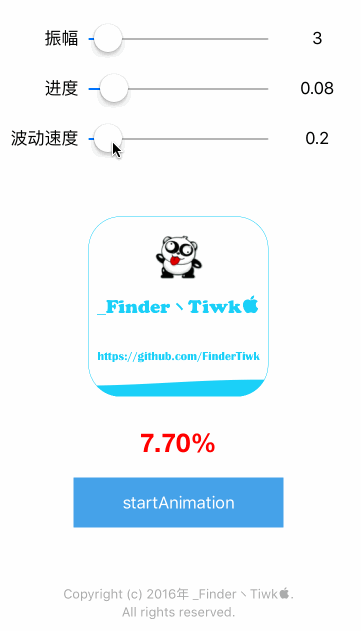 振幅 3
进度 0.08
波动速度 0.2
_Finder丶Tiwk
https://github.com/FinderTiwk
7.70%
startAnimation
Copyright (c) 2016年 _Finder丶Tiwk.
All rights reserved.